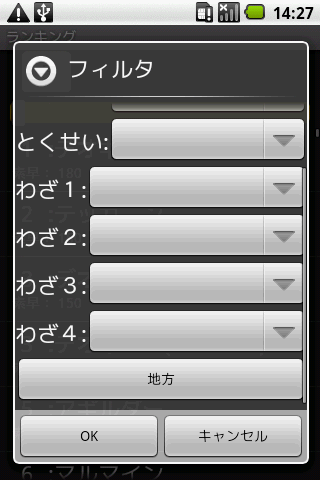 14:27
ランキング
フィルタ
とくせい:
わざ１:
わざ２:
わざ３:
わざ４:
地方
OK
キャンセル
6 :マルマイン